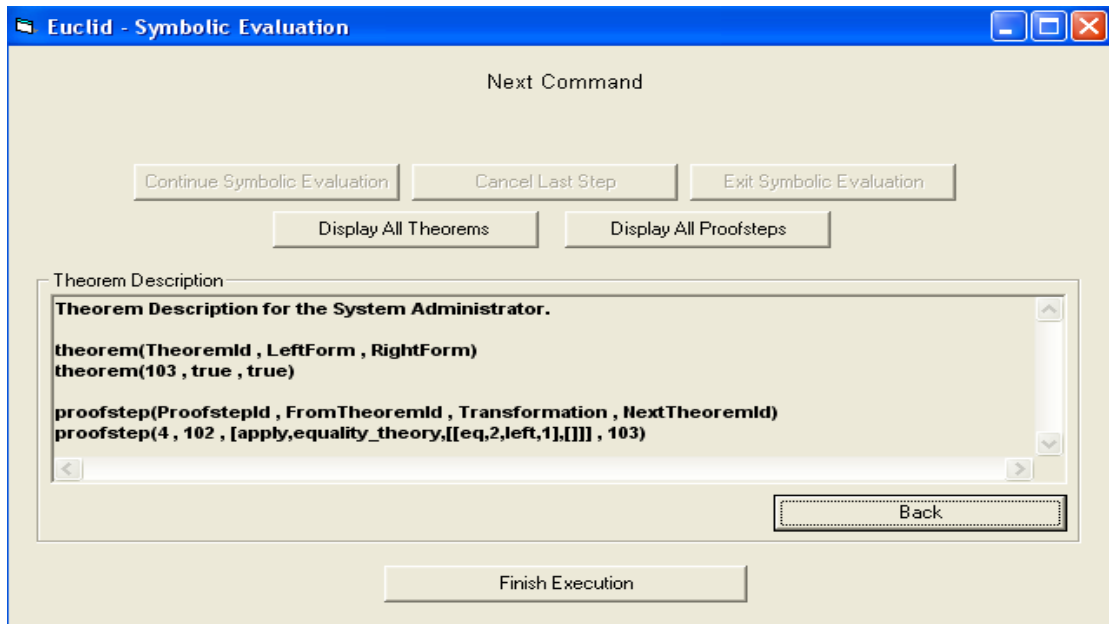 Euclid - Symbolic Evaluation
Next Command
Continue Symbolic Evaluation Cancel Last Step Exit Symbolic Evaluation
Display All Theorems Display All Proofsteps
Theorem Description
Theorem Description for the System Administrator.
theorem(TheoremId , LeftForm , RightForm)
theorem(103 , true , true)
proofstep(ProofstepId , FromTheoremId , Transformation , NextTheoremId)
proofstep(4 , 102 , [apply,equality_theory,[[eq,2,left,1],[]]] , 103)
Back
Finish Execution